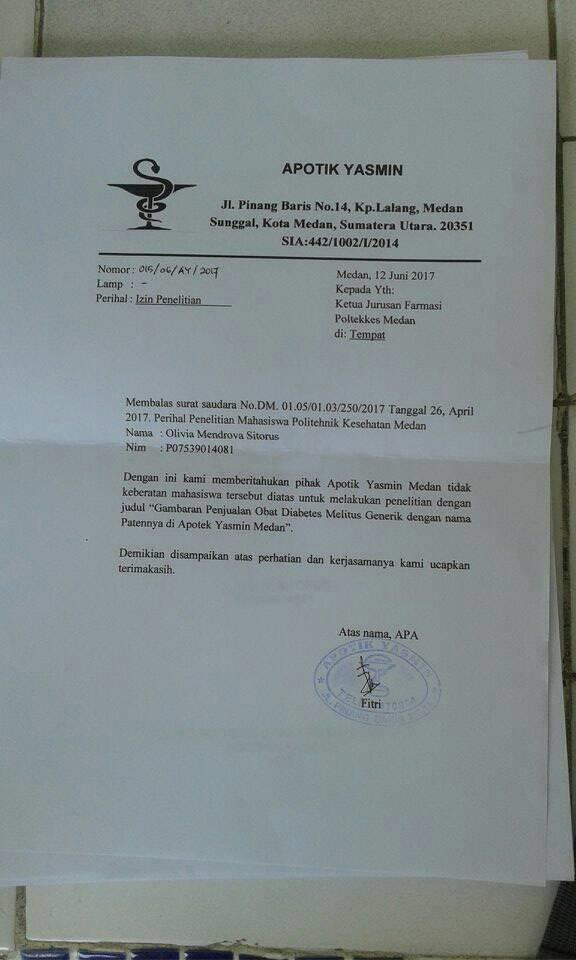 APOTIK YASMIN
Jl. Pinang Baris No.14, Kp.Lalang, Medan
Sunggal, Kota Medan, Sumatera Utara. 20351
SIA:442/1002/I/2014
Nomor : 015/06/AY/2017
Lamp : -
Perihal : Izin Penelitian
Medan, 12 Juni 2017
Kepada Yth:
Ketua Jurusan Farmasi
Poltekkes Medan
di: Tempat
Membalas surat saudara No.DM. 01.05/01.03/250/2017 Tanggal 26, April
2017. Perihal Penelitian Mahasiswa Politehnik Kesehatan Medan
Nama : Olivia Mendrova Sitorus
Nim : P07539014081
Dengan ini kami memberitahukan pihak Apotik Yasmin Medan tidak
keberatan mahasiswa tersebut diatas untuk melakukan penelitian dengan
judul “Gambaran Penjualan Obat Diabetes Melitus Generik dengan nama
Patennya di Apotek Yasmin Medan”.
Demikian disampaikan atas perhatian dan kerjasamanya kami ucapkan
terimakasih.
Atas nama, APA
APOTIK YASMIN
TELP
Fitri
JL. PINANG BARIS